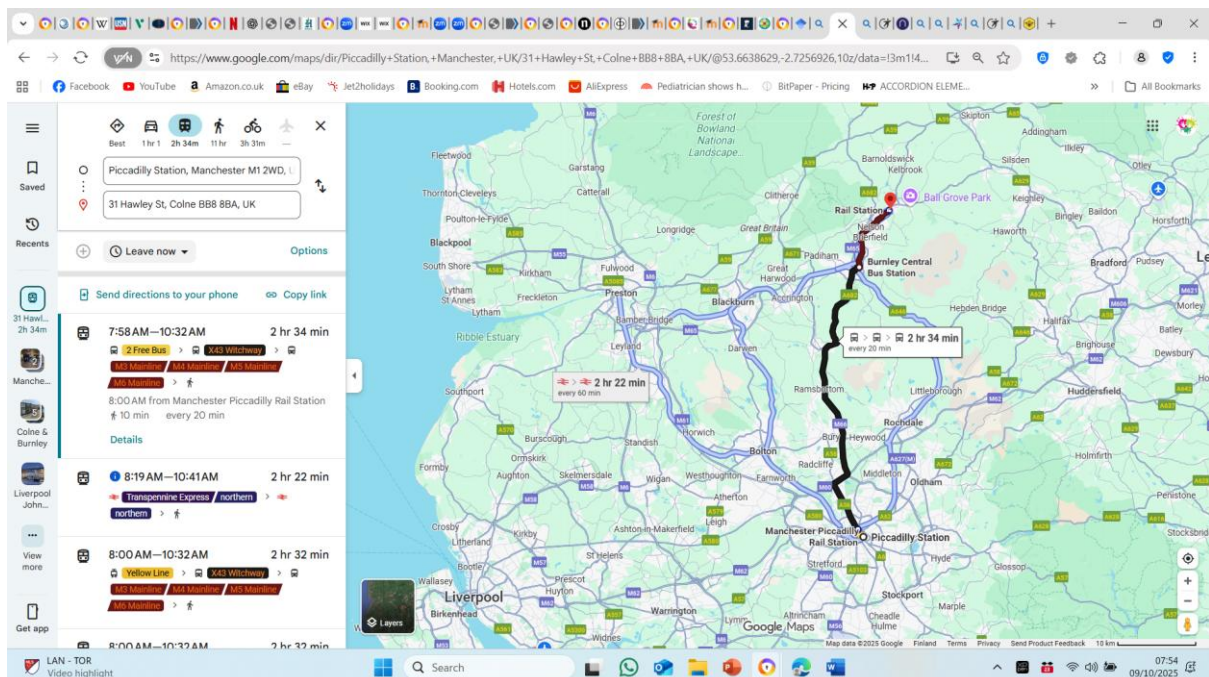 VPN
https://www.google.com/maps/dir/Piccadilly+Station,+Manchester,+UK/31+Hawley+St,+Colne+BB8+8BA,+UK/@53.6638629,-2.7256926,10z/data=!3m1!4...
Facebook
YouTube
Amazon.co.uk
eBay
Jet2holidays
Booking.com
Hotels.com
AliExpress
Pediatrician shows h...
BitPaper - Pricing
ACCORDION ELEME...
All Bookmarks
Saved
Recents
31 Hawl...
2h 34m
Manche...
Colne &
Burnley
Liverpool
John...
View
more
Get app
Best
1 hr 1
2h 34m
11 hr
3h 31m
Piccadilly Station, Manchester M1 2WD,
31 Hawley St, Colne BB8 8BA, UK
Leave now
Options
Send directions to your phone
Copy link
7:58 AM—10:32 AM 2 hr 34 min
2 Free Bus > X43 Witchway >
M3 Mainline / M4 Mainline / M5 Mainline /
M6 Mainline >
8:00 AM from Manchester Piccadilly Rail Station
10 min every 20 min
Details
8:19 AM—10:41 AM 2 hr 22 min
Transpennine Express / northern >
northern >
8:00 AM—10:32 AM 2 hr 32 min
Yellow Line > X43 Witchway >
M3 Mainline / M4 Mainline / M5 Mainline /
M6 Mainline >
8:00 AM—10:32 AM 2 hr 32 min
Forest of
Bowland
National
Landscape...
Skipton
Addingham
Ilkley
Otley
Fleetwood
Garstang
Barnoldswick
Kelbrook
Silsden
Thornton-Cleveleys
Catterall
Clitheroe
Ball Grove Park
Keighley
Rail Station
Poulton-le-Fylde
Longridge
Great Britain
Nelson
Brierfield
Bingley
Baildon
Horsforth
Haworth
Blackpool
Fulwood
Great
Harwood
Padiham
Burnley Central
Bus Station
Bradford
Pudsey
Le
South Shore
Kirkham
Preston
Lytham
St Annes
Lytham
Freckleton
Blackburn
Accrington
Hebden Bridge
Halifax
Morley
Bamber Bridge
Batley
Ribble Estuary
Leyland
Darwen
2 hr 34 min
every 20 min
Brighouse
Dewsbury
2 hr 22 min
every 60 min
Ramsbottom
Littleborough
Southport
Huddersfield
Rochdale
Horwich
Bury
Heywood
Burscough
Standish
Bolton
Ormskirk
Radcliffe
Middleton
Holmfirth
Formby
Aughton
Skelmersdale
Wigan
Westhoughton
Farnworth
Oldham
Atherton
Penistone
Crosby
Kirkby
Ashton-in-Makerfield
Leigh
Manchester Piccadilly
Rail Station
Piccadilly Station
Stocksbri
Litherland
Bootle
St Helens
Stretford
Hyde
Glossop
Wallasey
Prescot
Huyton
Stockport
Liverpool
Birkenhead
Warrington
Altrincham
Cheadle
Hulme
Marple
Lymm
Widnes
Layers
Google Maps
Map data ©2025 Google Finland Terms Privacy Send Product Feedback 10 km
LAN - TOR
Video highlight
Search
07:54
09/10/2025